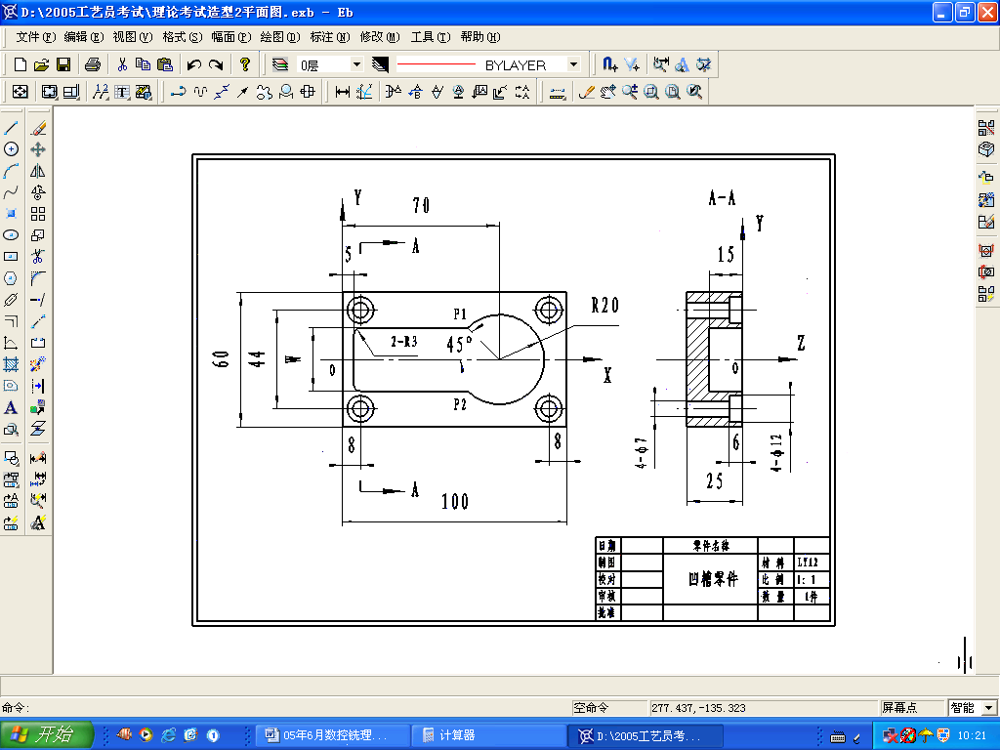 D:\2005工艺员考试\理论考试造型2平面图.exb - Eb
文件(F) 编辑(E) 视图(V) 格式(S) 幅面(P) 绘图(D) 标注(N) 修改(M) 工具(T) 帮助(H)
0层 BYLAYER
A-A
Y
70
Y
A
5
15
R20
P1
2-R3
45°
60
44
W
0
X
Z
0
P2
8
8
4-φ7
6
4-φ12
A
25
100
日期 零件名称
制图 材料 LY12
校对 凹槽零件 比例 1:1
审核 数量 1件
批准
命令: 空命令 277.437,-135.323 屏幕点 智能
开始 05年6月数控铣理... 计算器 D:\2005工艺员考... 10:21